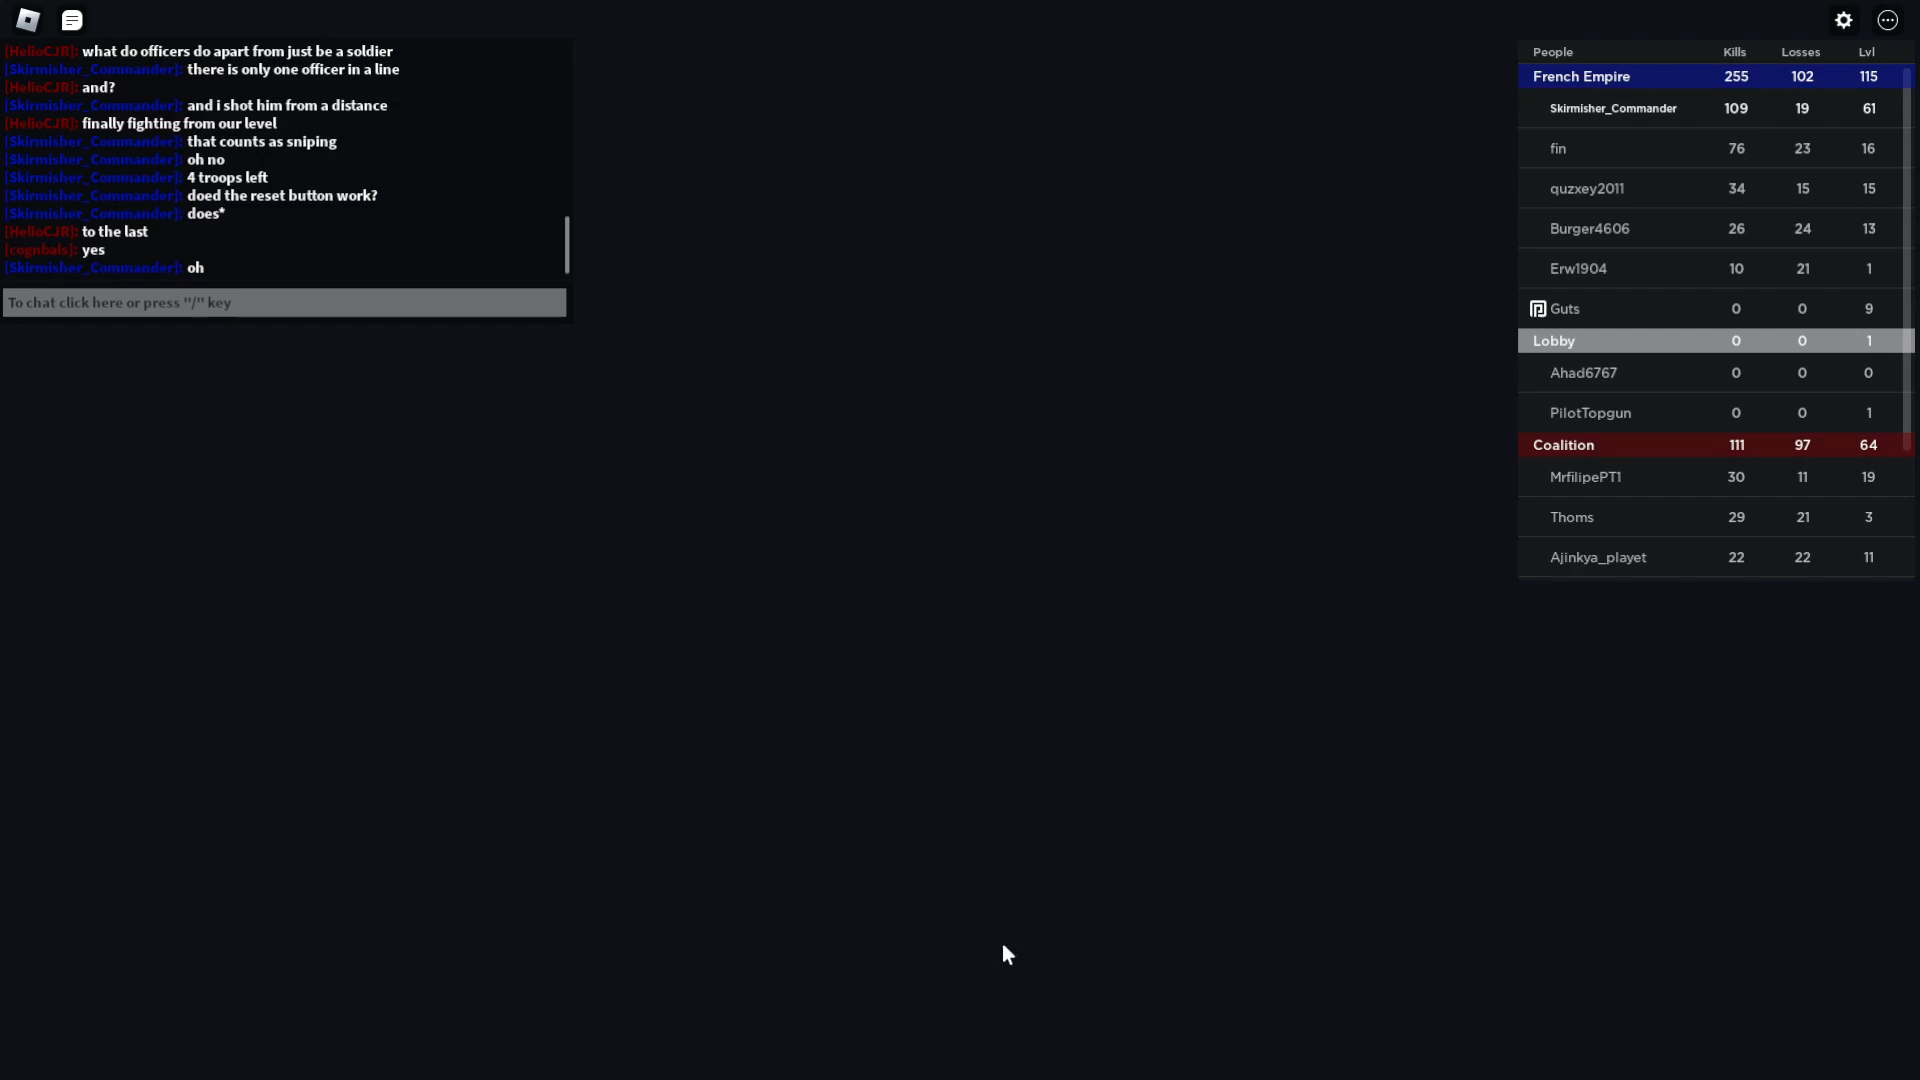 [HelioCJR]: what do officers do apart from just be a soldier
[Skirmisher_Commander]: there is only one officer in a line
[HelioCJR]: and?
[Skirmisher_Commander]: and i shot him from a distance
[HelioCJR]: finally fighting from our level
[Skirmisher_Commander]: that counts as sniping
[Skirmisher_Commander]: oh no
[Skirmisher_Commander]: 4 troops left
[Skirmisher_Commander]: doed the reset button work?
[Skirmisher_Commander]: does*
[HelioCJR]: to the last
[cognbals]: yes
[Skirmisher_Commander]: oh
To chat click here or press "/" key
People Kills Losses Lvl
French Empire 255 102 115
Skirmisher_Commander 109 19 61
fin 76 23 16
quzxey2011 34 15 15
Burger4606 26 24 13
Erw1904 10 21 1
Guts 0 0 9
Lobby 0 0 1
Ahad6767 0 0 0
PilotTopgun 0 0 1
Coalition 111 97 64
MrfilipePT1 30 11 19
Thoms 29 21 3
Ajinkya_playet 22 22 11